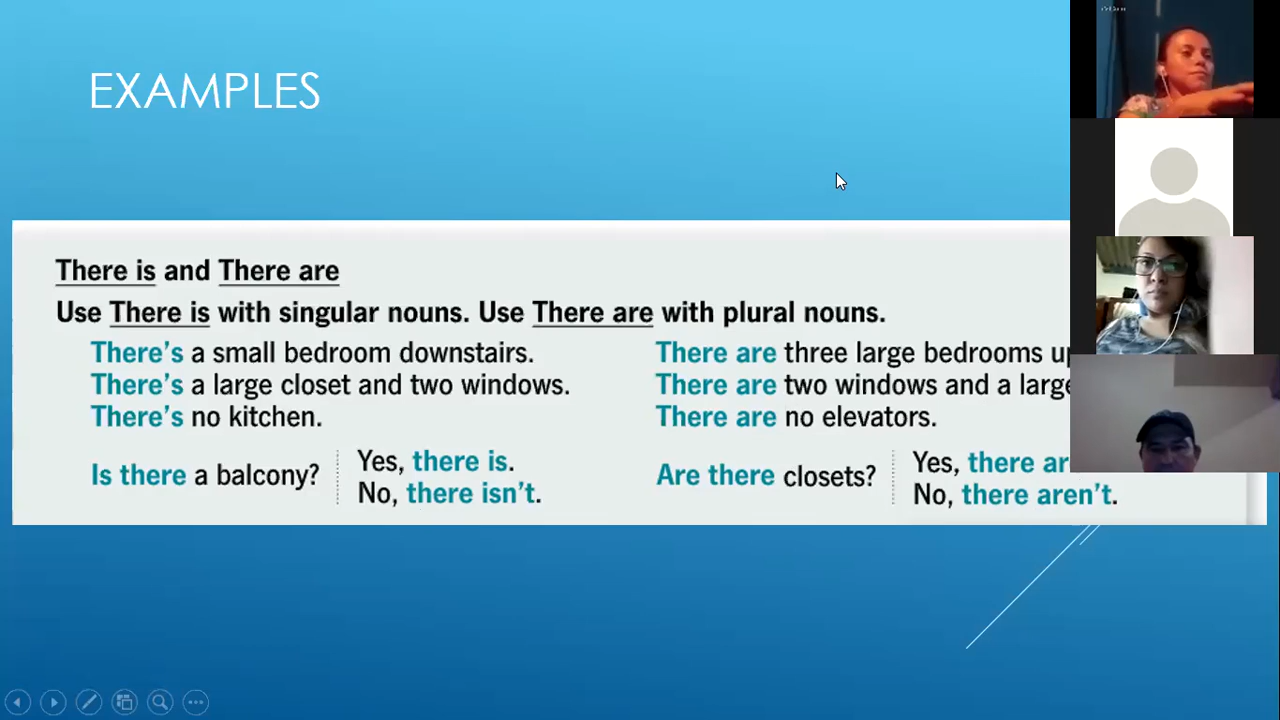 EXAMPLES
There is and There are
Use There is with singular nouns. Use There are with plural nouns.
There's a small bedroom downstairs.
There's a large closet and two windows.
There's no kitchen.
Is there a balcony?
Yes, there is.
No, there isn't.
There are three large bedrooms
There are two windows and a large
There are no elevators.
Are there closets?
Yes, there
No, there aren't.